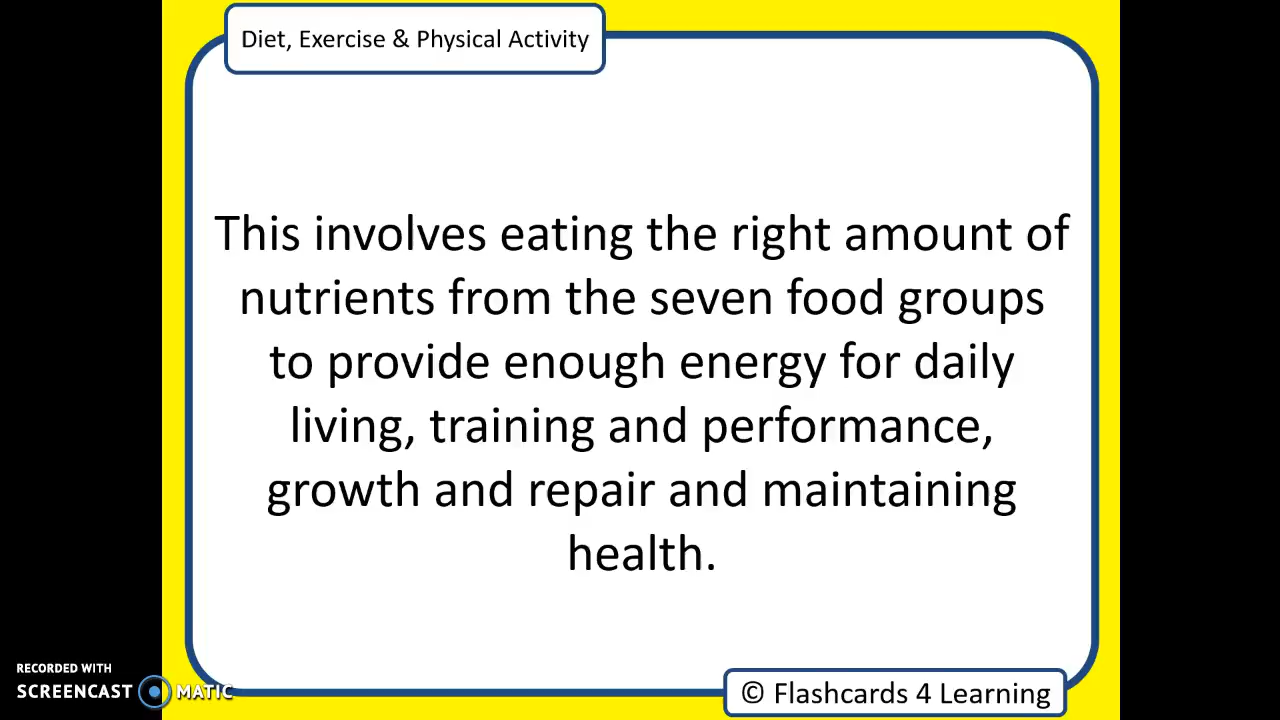 Diet, Exercise & Physical Activity
This involves eating the right amount of
nutrients from the seven food groups
to provide enough energy for daily
living, training and performance,
growth and repair and maintaining
health.
© Flashcards 4 Learning
RECORDED WITH
SCREENCAST MATIC